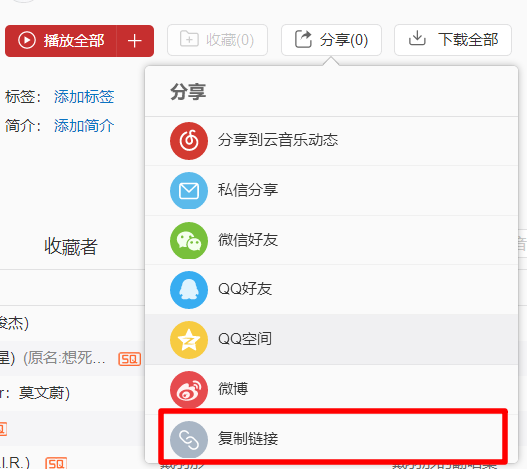 播放全部
收藏(0)
分享(0)
下载全部
标签： 添加标签
简介： 添加简介
分享
分享到云音乐动态
私信分享
微信好友
QQ好友
QQ空间
微博
复制链接
收藏者
俊杰)
星) (原名:想死... SQ
r：莫文蔚)
.I.R.) SQ